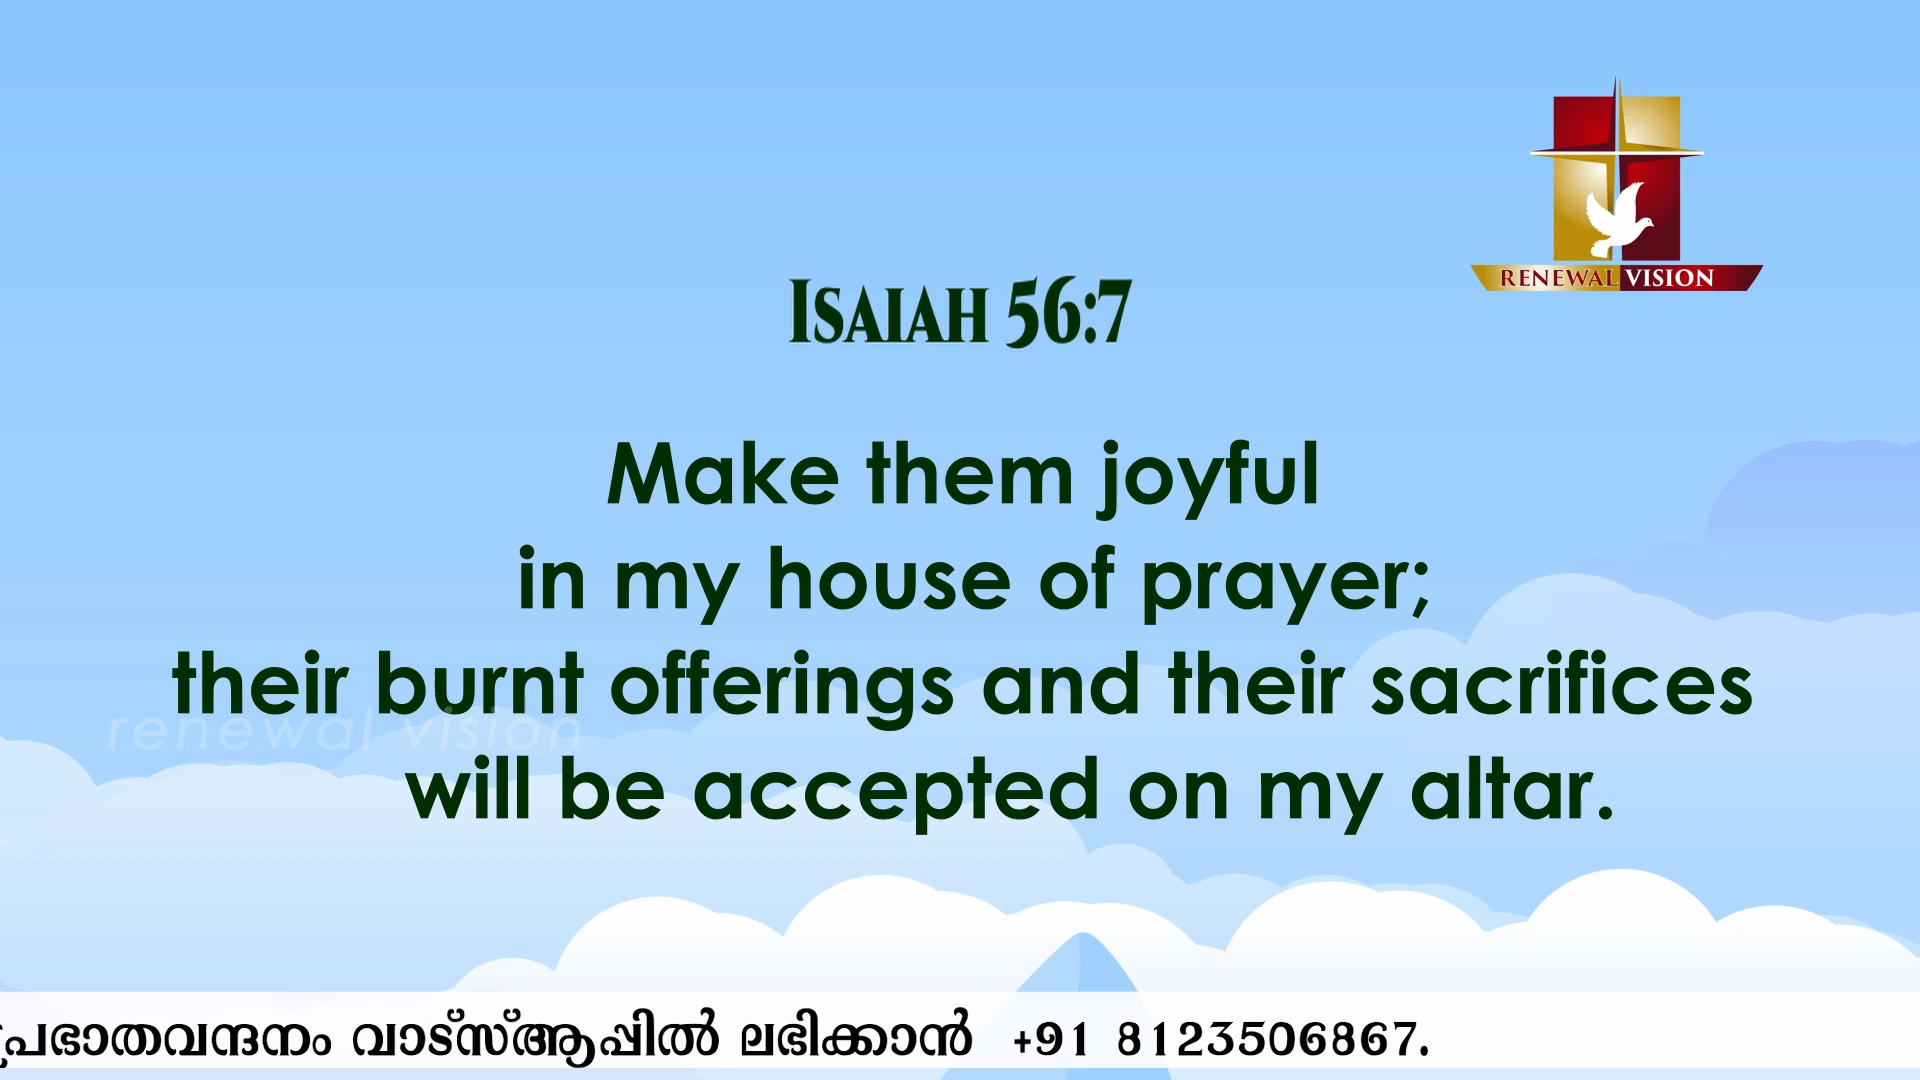 RENEWAL VISION
ISAIAH 56:7
Make them joyful
in my house of prayer;
their burnt offerings and their sacrifices
renewal vision
will be accepted on my altar.
പ്രഭാതവന്ദനം വാട്സ്ആപ്പിൽ ലഭിക്കാൻ +91 8123506867.